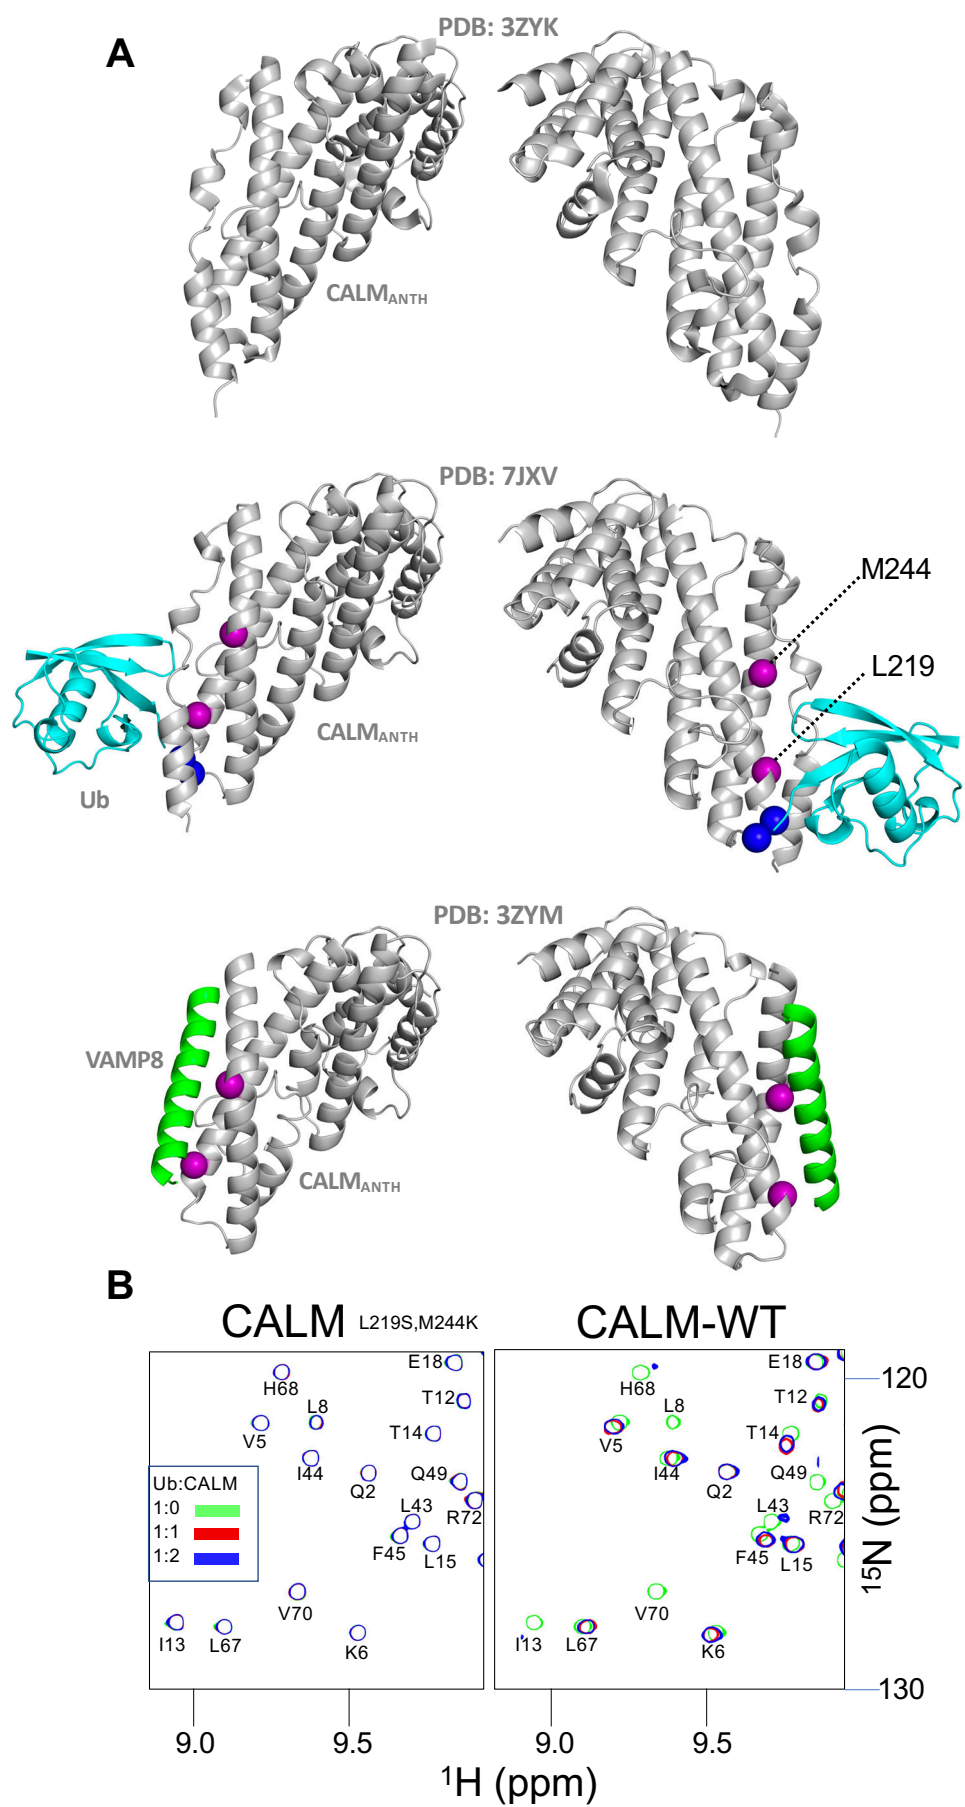 A
PDB: 3ZYK
CALMANTH
PDB: 7JXV
M244
L219
CALMANTH
Ub
PDB: 3ZYM
VAMP8
CALMANTH
B
CALM L219S,M244K
CALM-WT
E18
H68
L8
T12
V5
T14
I44
Q2
Q49
Ub:CALM
1:0
1:1
1:2
L43
R72
F45
L15
V70
I13
L67
K6
E18
H68
L8
T12
V5
T14
I44
Q2
Q49
L43
R72
F45
L15
V70
I13
L67
K6
120
130
15N (ppm)
9.0
9.5
9.0
9.5
1H (ppm)